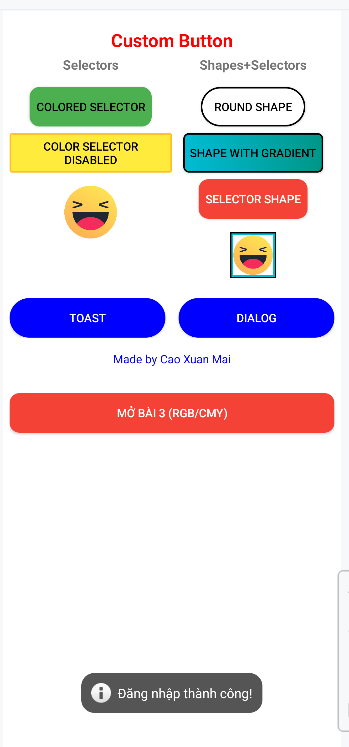 Custom Button
Selectors
Shapes+Selectors
COLORED SELECTOR
ROUND SHAPE
COLOR SELECTOR
DISABLED
SHAPE WITH GRADIENT
SELECTOR SHAPE
TOAST
DIALOG
Made by Cao Xuan Mai
MỞ BÀI 3 (RGB/CMY)
Đăng nhập thành công!